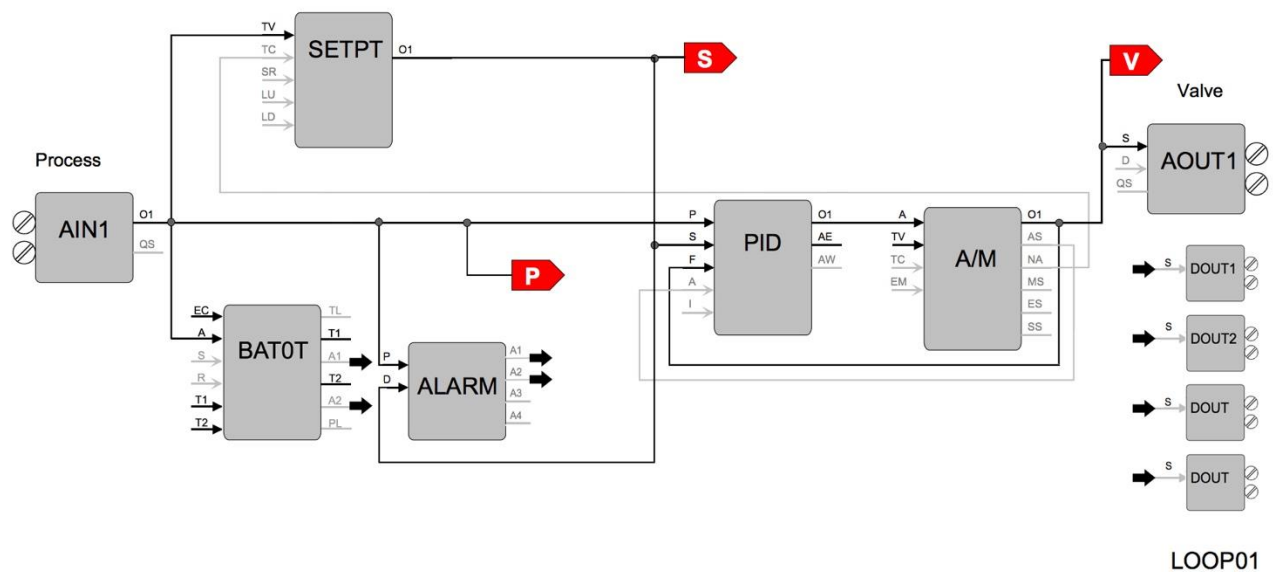 TV
TC
SR
LU
LD
SETPT
O1
S
V
Valve
Process
AIN1
O1
QS
S
D
QS
AOUT1
P
S
F
A
I
PID
O1
AE
AW
A
TV
TC
EM
A/M
O1
AS
NA
MS
ES
SS
P
S
DOUT1
EC
A
S
R
T1
T2
BAT0T
TL
T1
A1
T2
A2
PL
P
D
ALARM
A1
A2
A3
A4
S
DOUT2
S
DOUT
S
DOUT
LOOP01